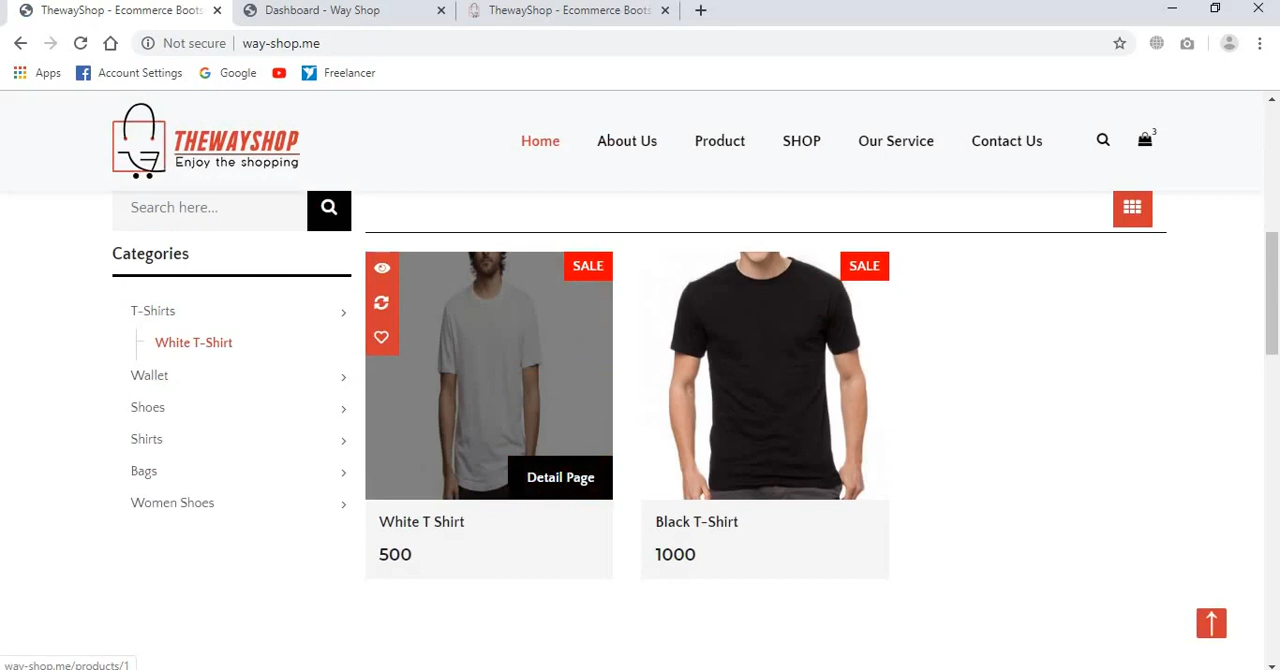 ThewayShop - Ecommerce Boots
Dashboard - Way Shop
ThewayShop - Ecommerce Boots
Not secure
way-shop.me
Apps
Account Settings
Google
Freelancer
THEWAYSHOP
Enjoy the shopping
Home
About Us
Product
SHOP
Our Service
Contact Us
3
Search here...
Categories
T-Shirts
White T-Shirt
Wallet
Shoes
Shirts
Bags
Women Shoes
SALE
Detail Page
White T Shirt
500
SALE
Black T-Shirt
1000
way-shop.me/products/1